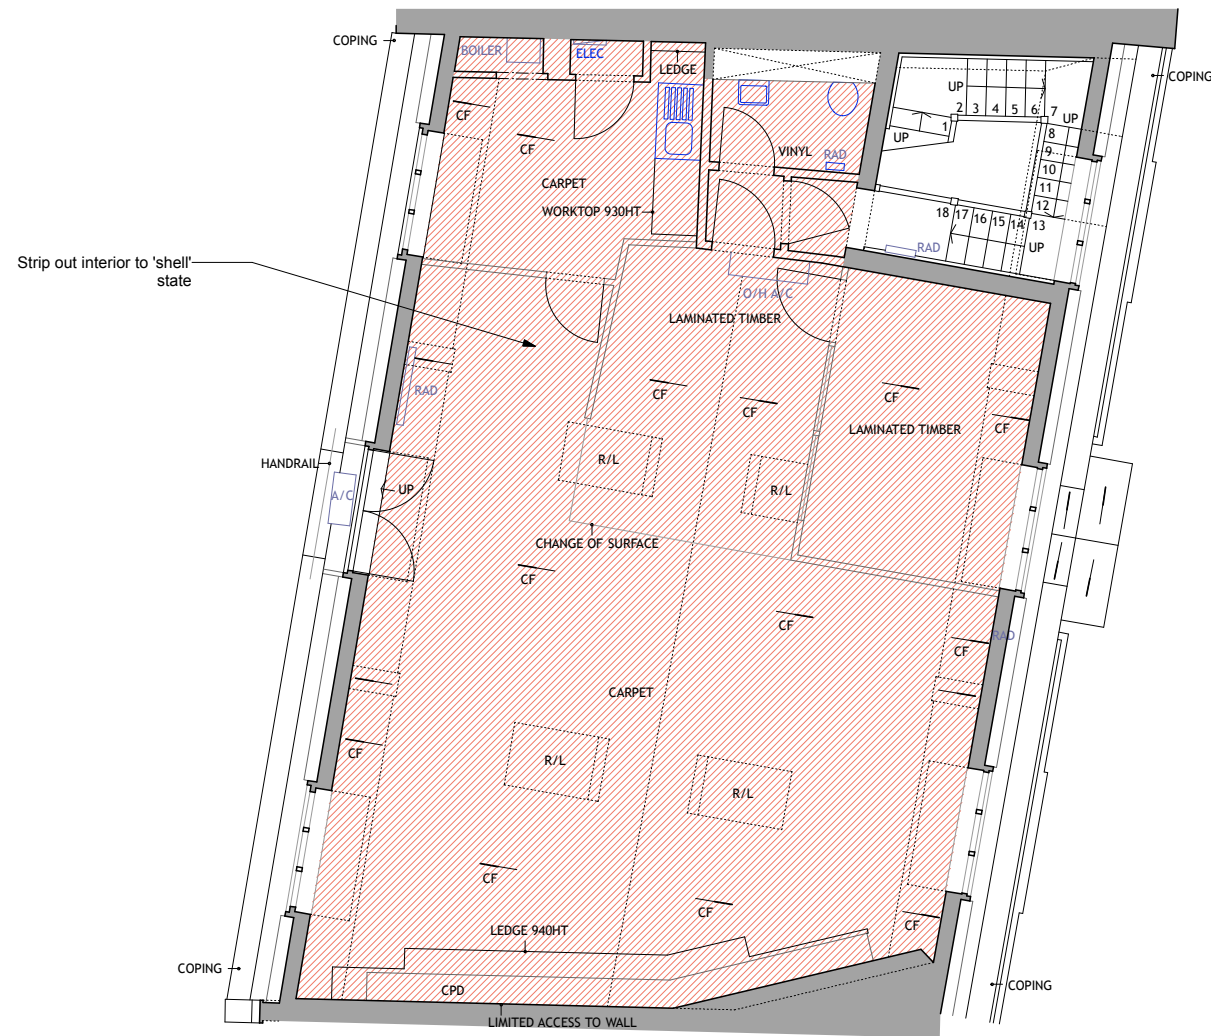 COPING
BOILER
ELEC
LEDGE
COPING
CF
CF
VINYL
RAD
CARPET
WORKTOP 930HT
UP
2
3
4
5
6
7
UP
1
UP
8
9
10
11
12
18
17
16
15
14
13
UP
RAD
Strip out interior to 'shell'
state
O/H A/C
LAMINATED TIMBER
RAD
CF
CF
CF
CF
LAMINATED TIMBER
HANDRAIL
A/C
UP
R/L
R/L
CHANGE OF SURFACE
CF
CF
RAD
CF
CARPET
CF
R/L
R/L
CF
CF
CF
LEDGE 940HT
COPING
CPD
COPING
LIMITED ACCESS TO WALL